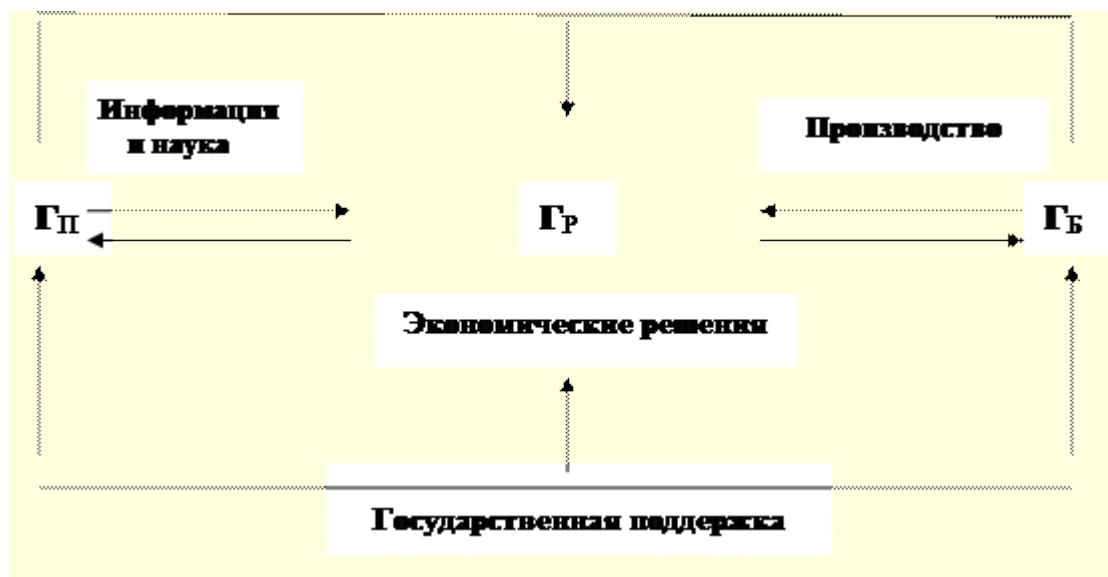 Информация
и наука
Производство
ГП
ГР
ГБ
Экономические решения
Государственная поддержка